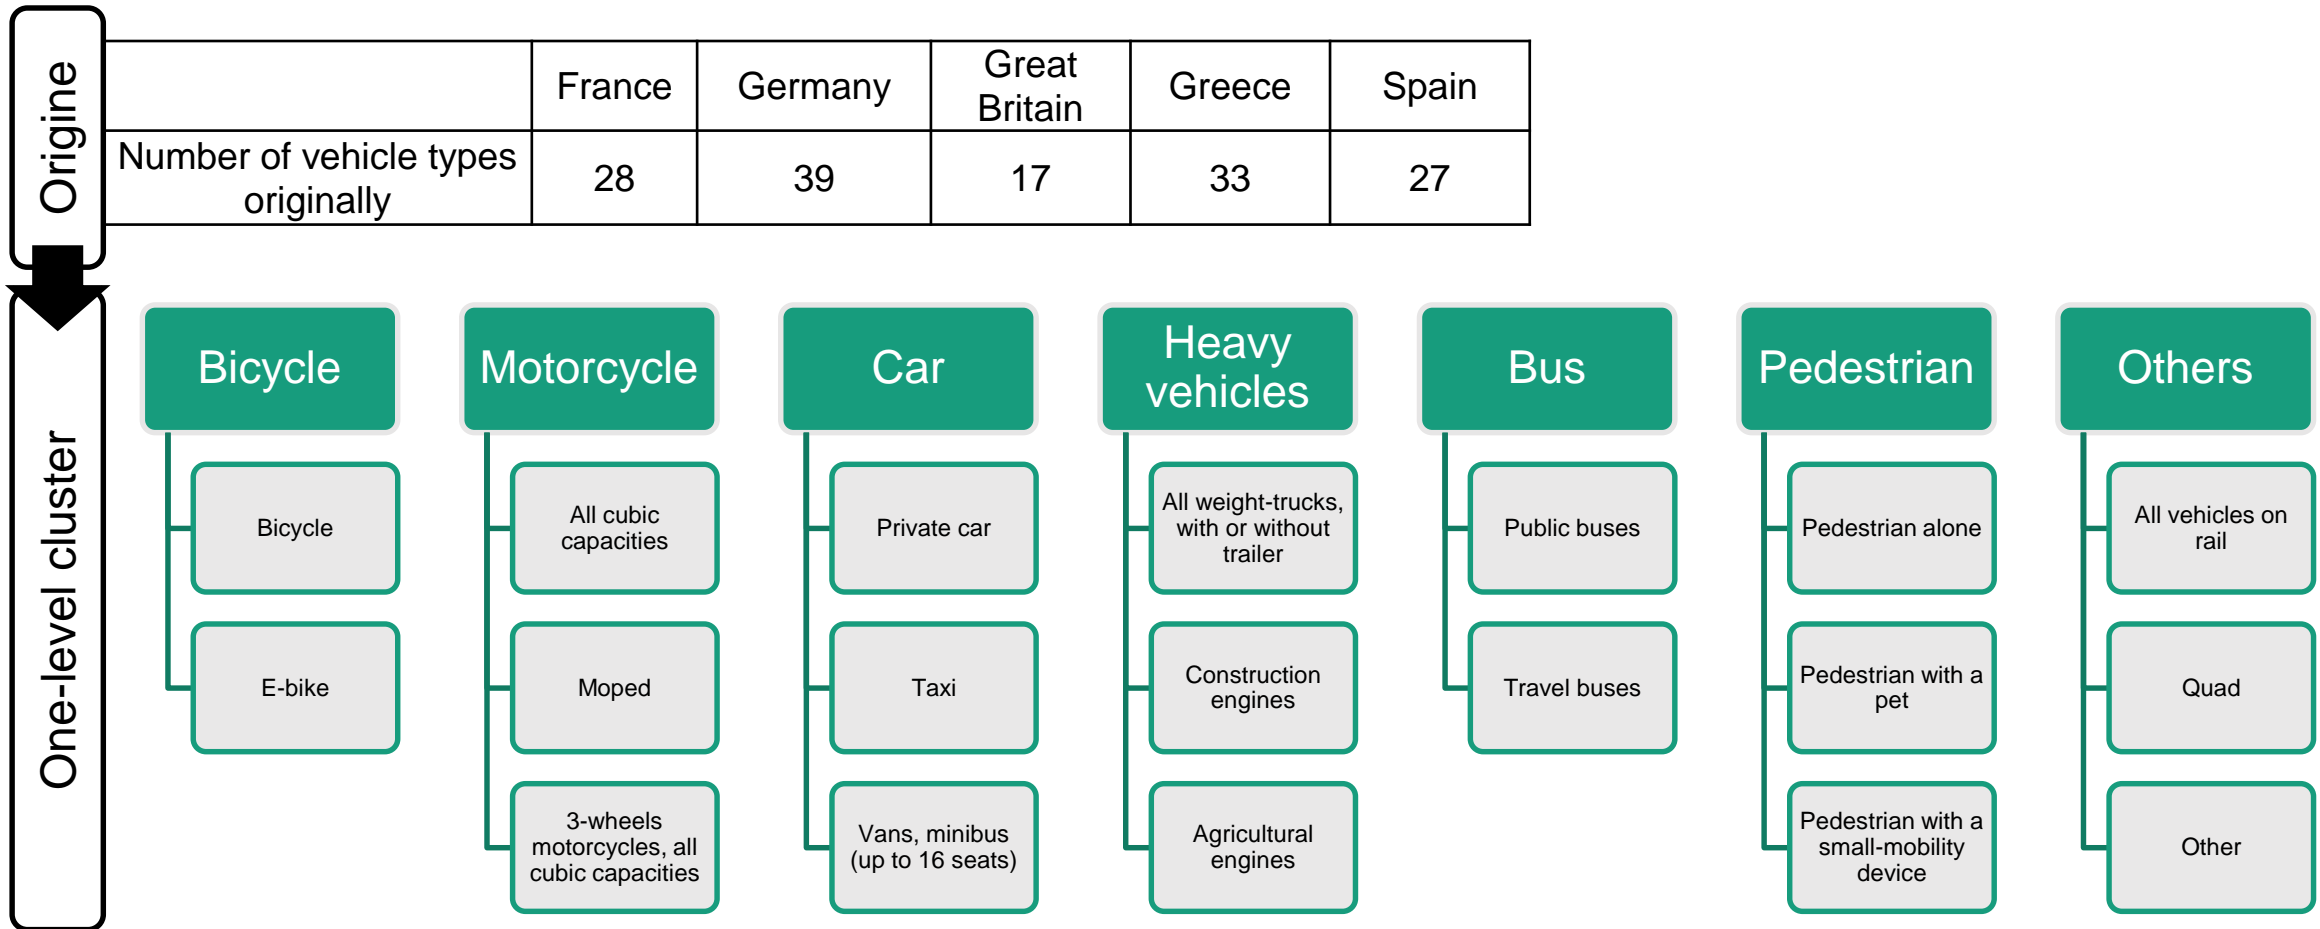 Origine
France
Germany
Great
Britain
Greece
Spain
Number of vehicle types
originally
28
39
17
33
27
One-level cluster
Bicycle
Bicycle
E-bike
Motorcycle
All cubic
capacities
Moped
3-wheels
motorcycles, all
cubic capacities
Car
Private car
Taxi
Vans, minibus
(up to 16 seats)
Heavy
vehicles
All weight-trucks,
with or without
trailer
Construction
engines
Agricultural
engines
Bus
Public buses
Travel buses
Pedestrian
Pedestrian alone
Pedestrian with a
pet
Pedestrian with a
small-mobility
device
Others
All vehicles on
rail
Quad
Other